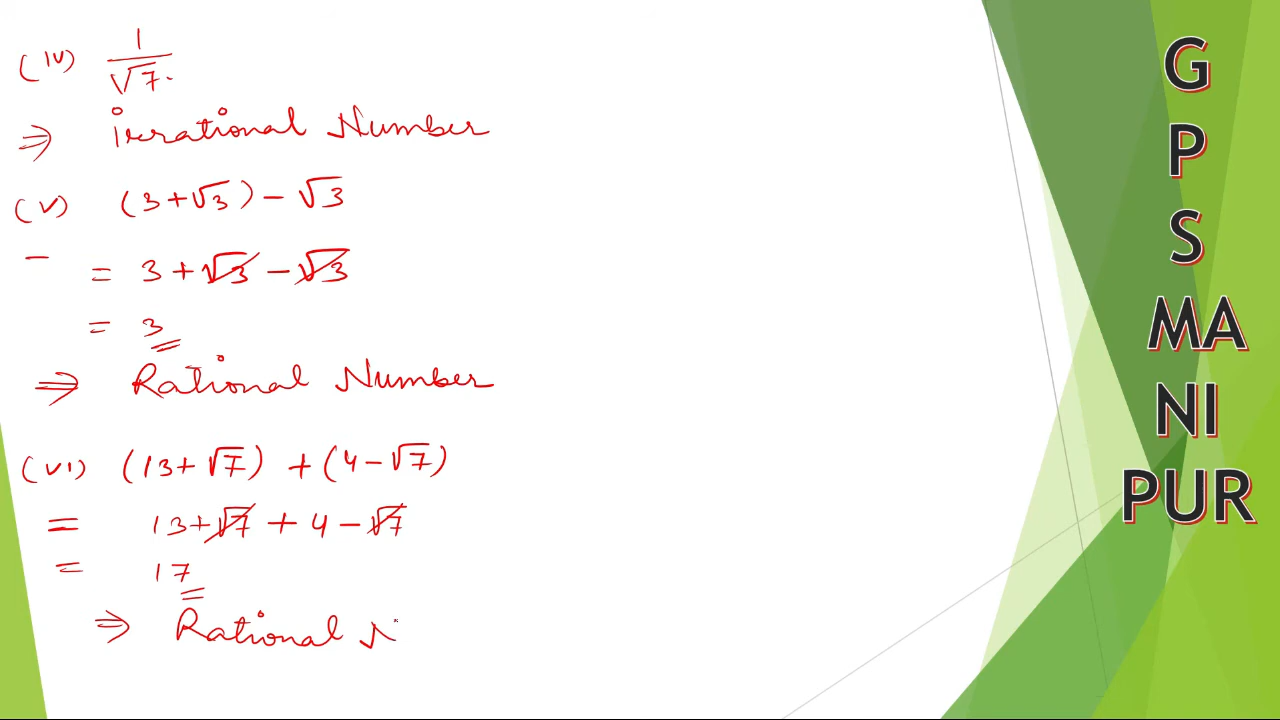 (iv) 1/√7.
⇒ irrational Number
(v) (3+√3) - √3
= 3 + √3 - √3
= 3
⇒ Rational Number
(vi) (13+√7) + (4-√7)
= 13+√7 + 4 - √7
= 17
⇒ Rational N
G
P
S
MA
NI
PUR